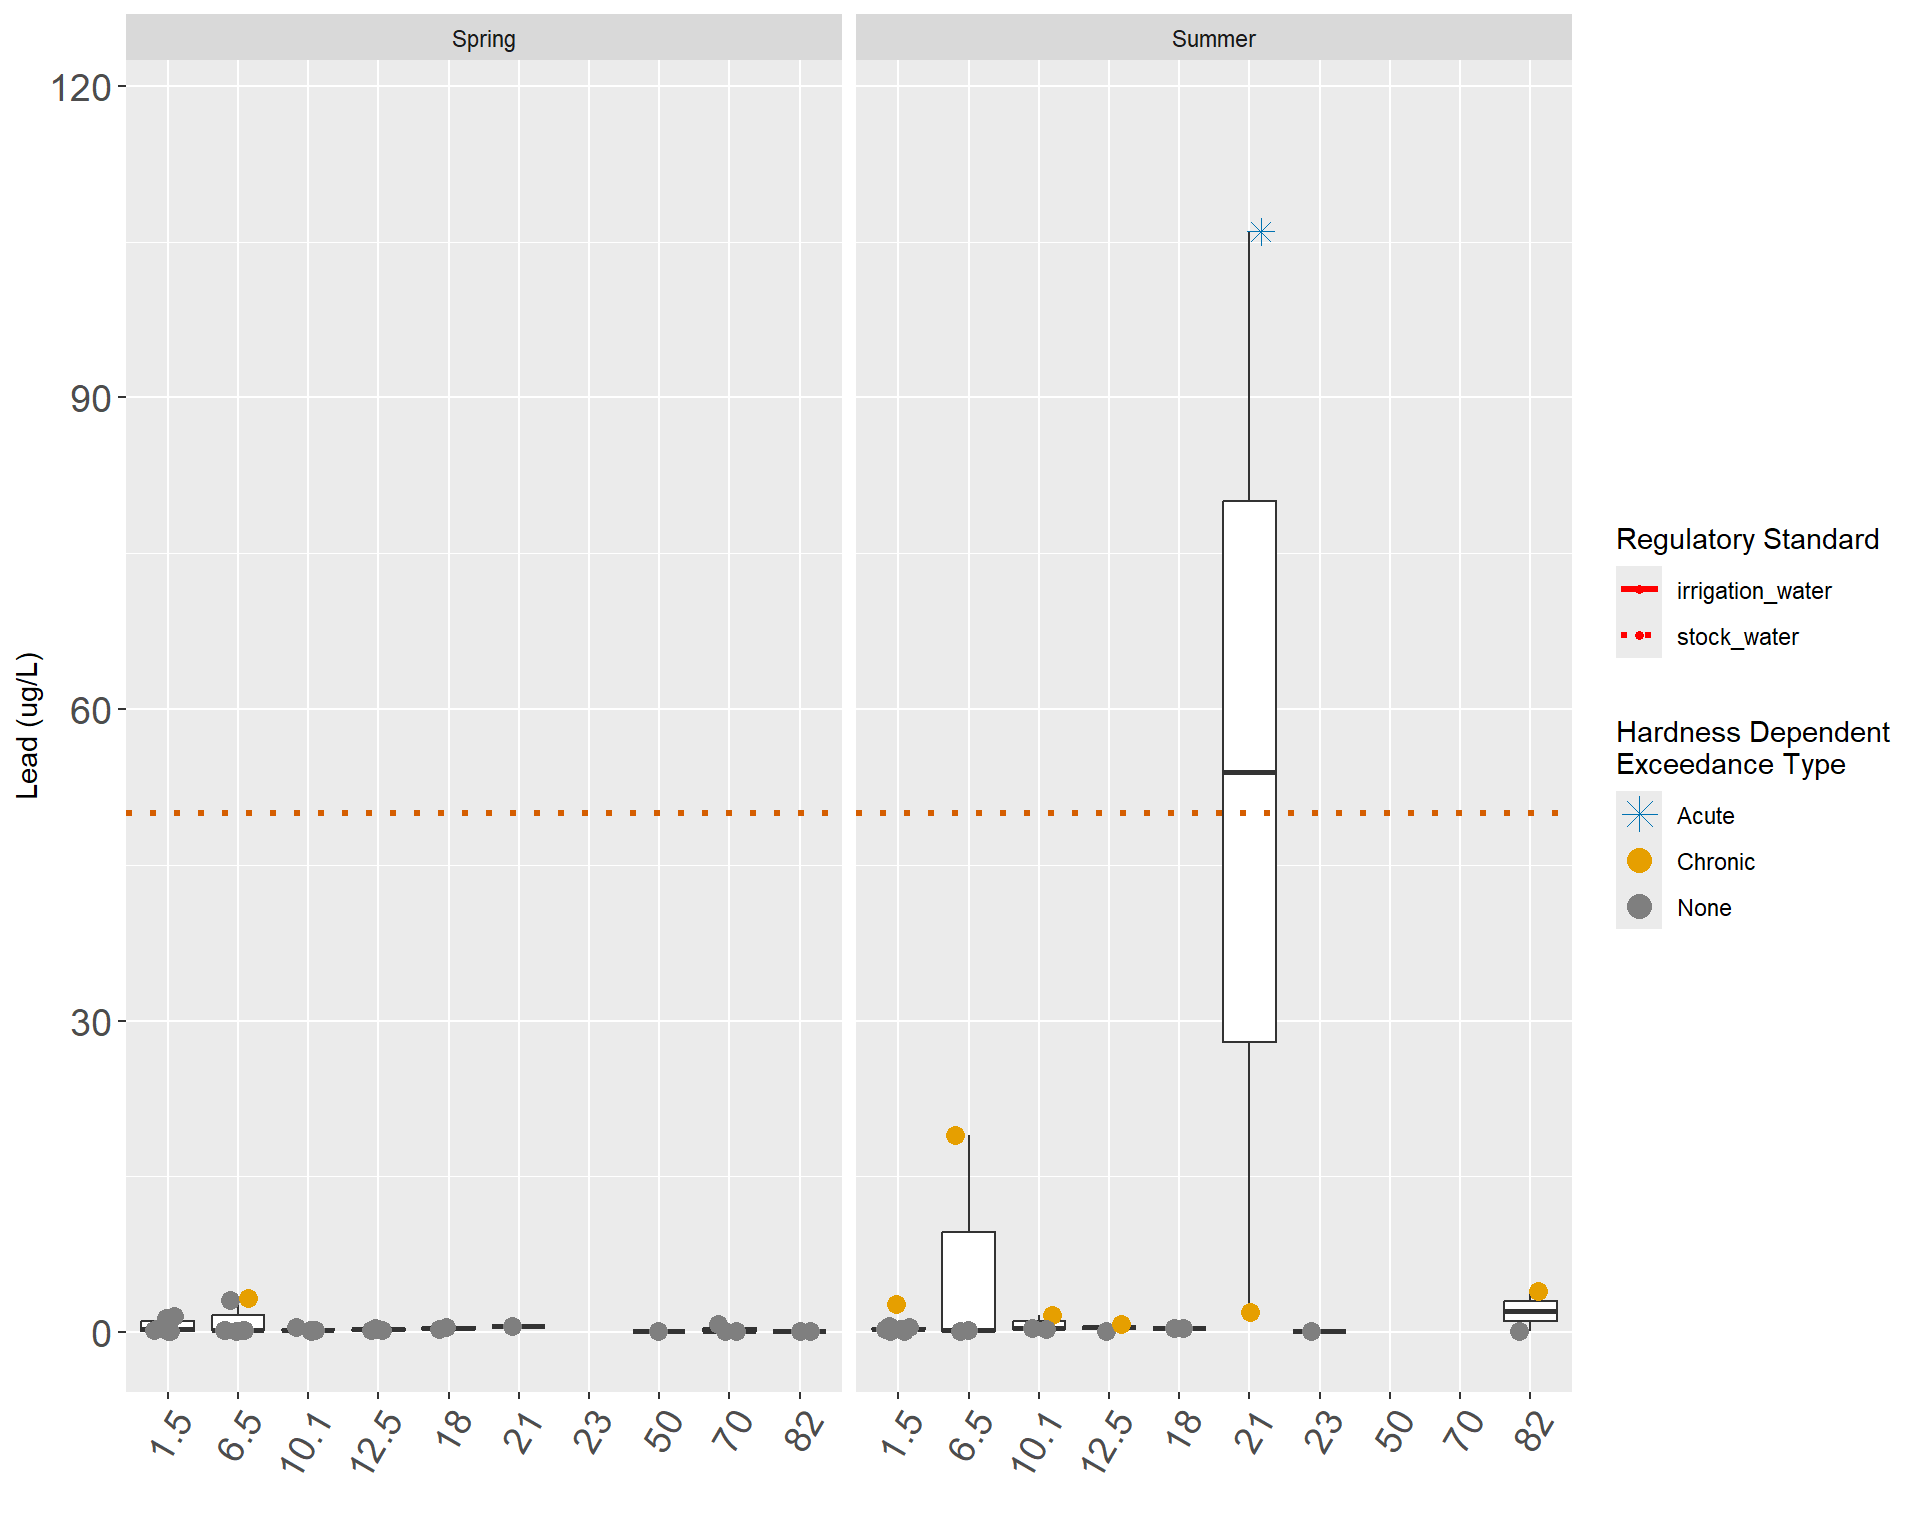 Spring
Summer
120
90
60
30
0
Lead (ug/L)
1.5
6.5
10.1
12.5
18
21
23
50
70
82
1.5
6.5
10.1
12.5
18
21
23
50
70
82
Regulatory Standard
irrigation_water
stock_water
Hardness Dependent
Exceedance Type
Acute
Chronic
None